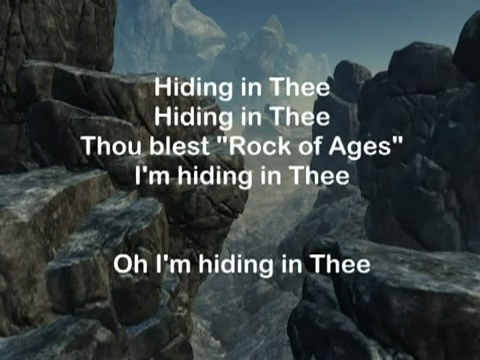 Hiding in Thee
Hiding in Thee
Thou blest "Rock of Ages"
I'm hiding in Thee
Oh I'm hiding in Thee